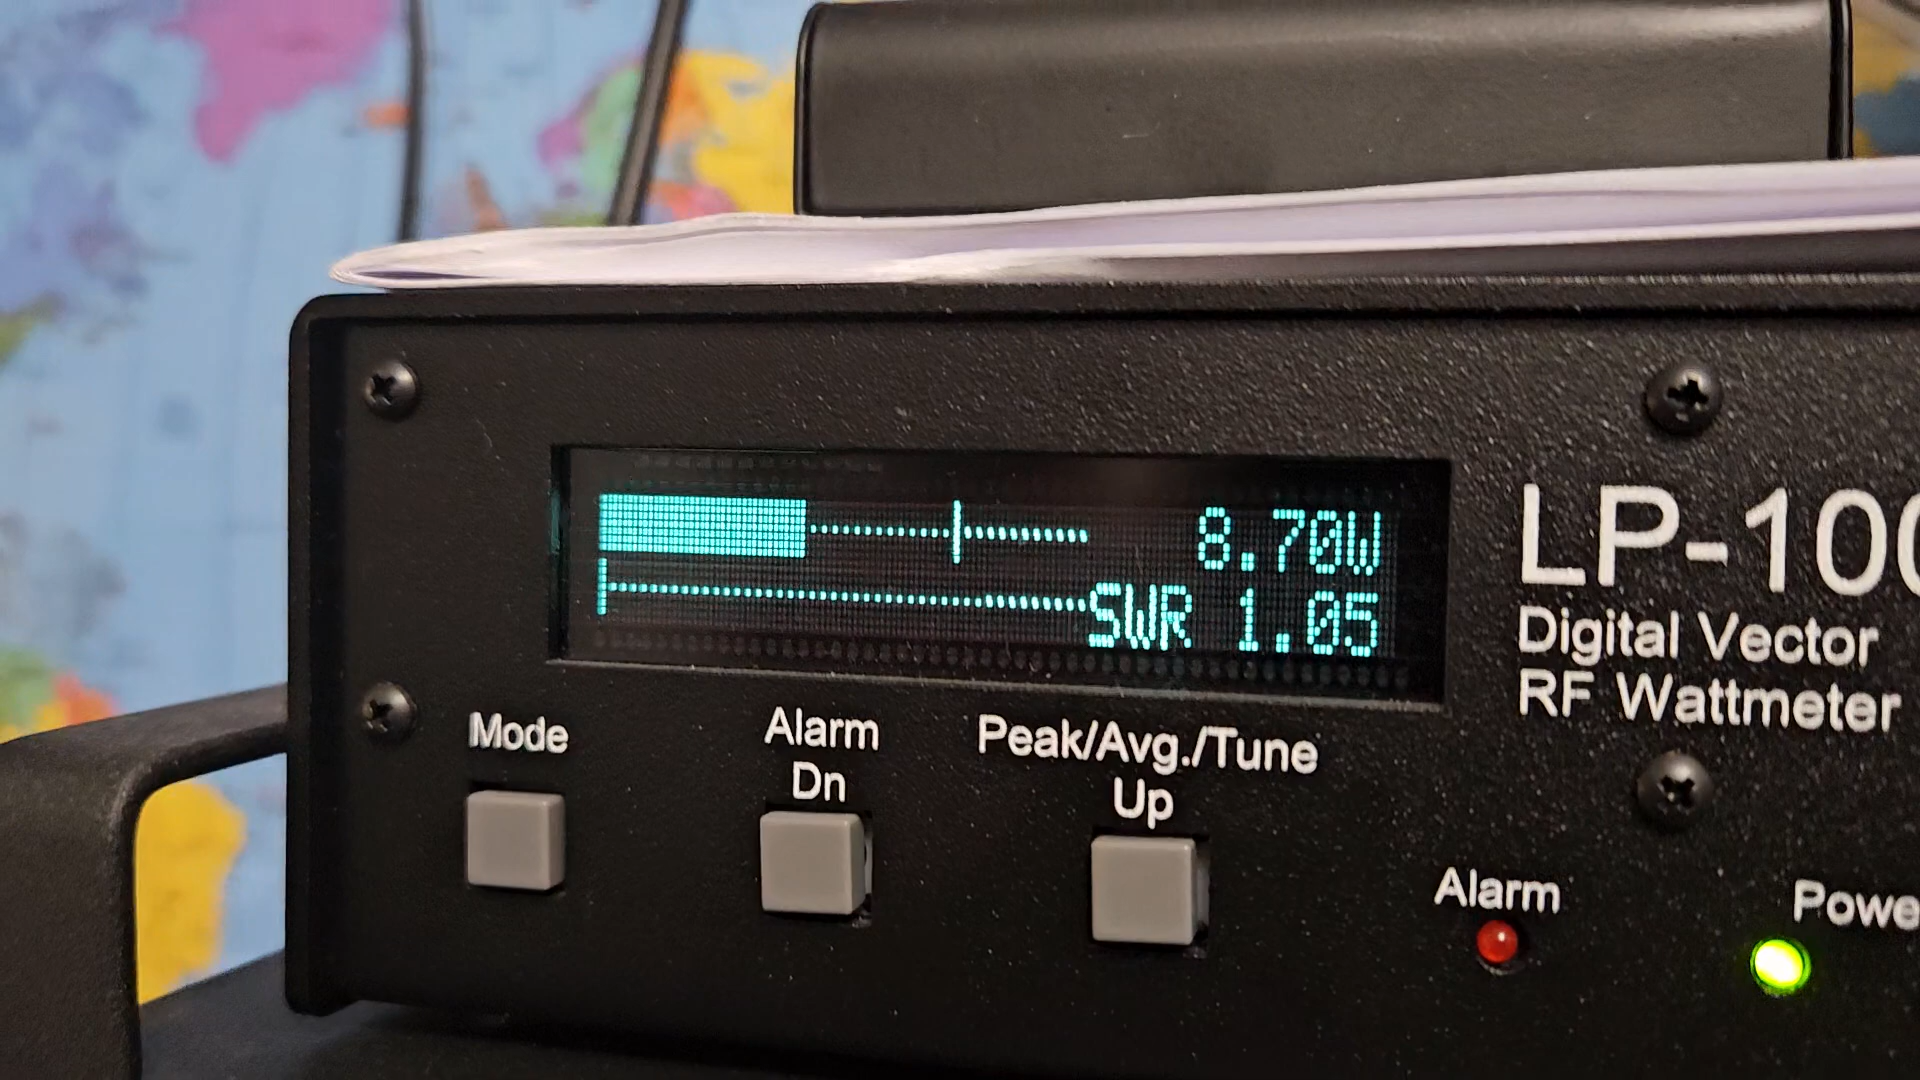 8.70W
SWR 1.05
LP-100
Digital Vector
RF Wattmeter
Mode
Alarm
Dn
Peak/Avg./Tune
Up
Alarm
Powe